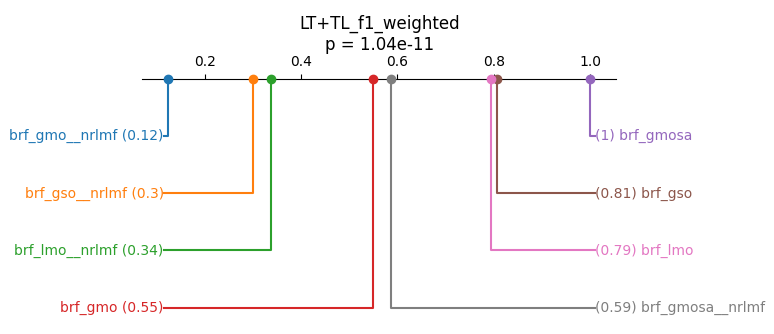 LT+TL_f1_weighted
p = 1.04e-11
0.2 0.4 0.6 0.8 1.0
brf_gmo__nrlmf (0.12) (1) brf_gmosa
brf_gso__nrlmf (0.3) (0.81) brf_gso
brf_lmo__nrlmf (0.34) (0.79) brf_lmo
brf_gmo (0.55) (0.59) brf_gmosa__nrlmf